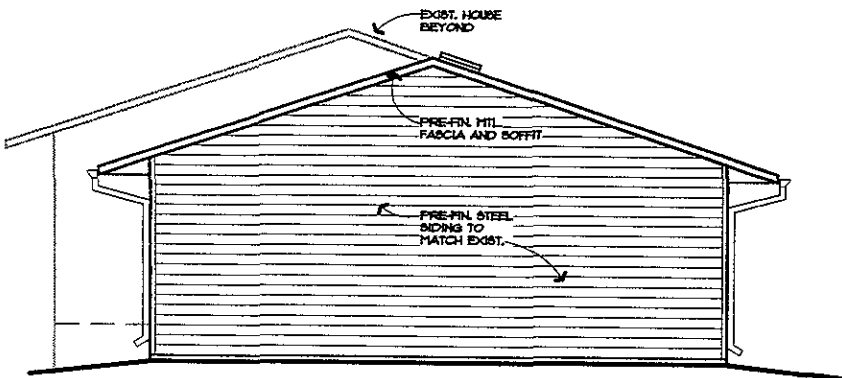 EXIST. HOUSE
BEYOND
PRE-FIN. MTL
FASCIA AND SOFFIT
PRE-FIN. STEEL
SIDING TO
MATCH EXIST.